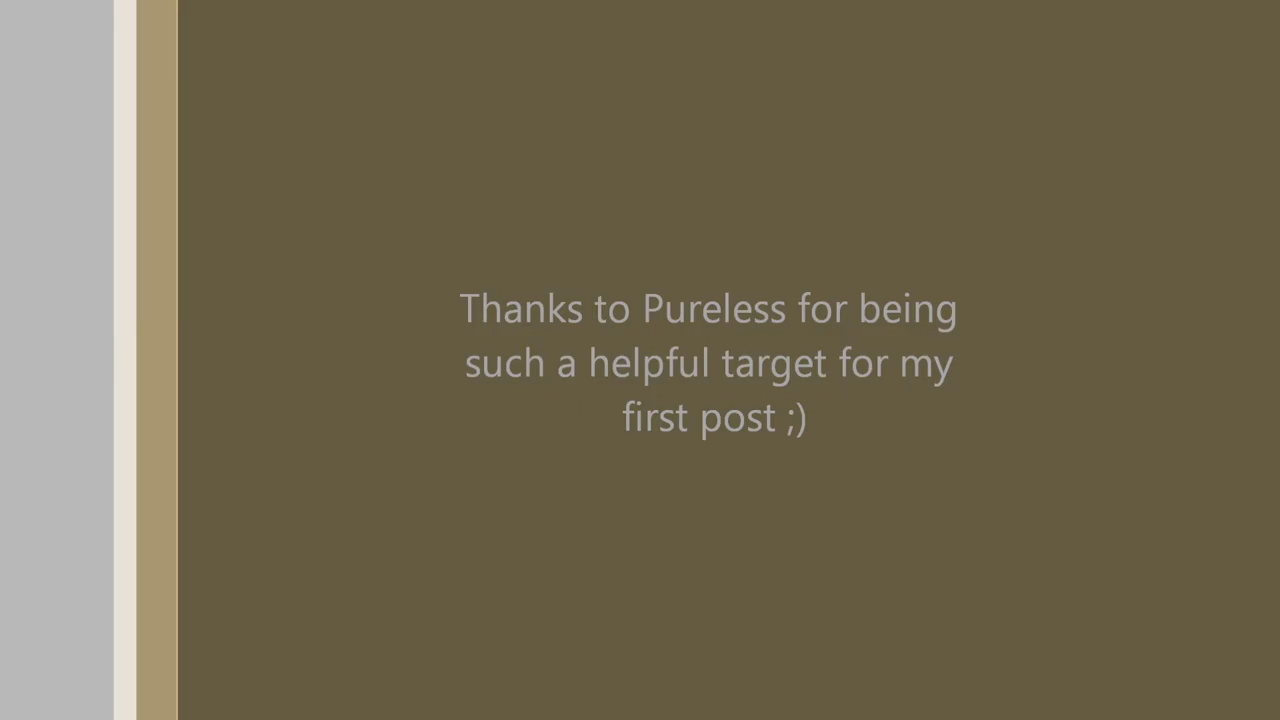 Thanks to Pureless for being
such a helpful target for my
first post ;)